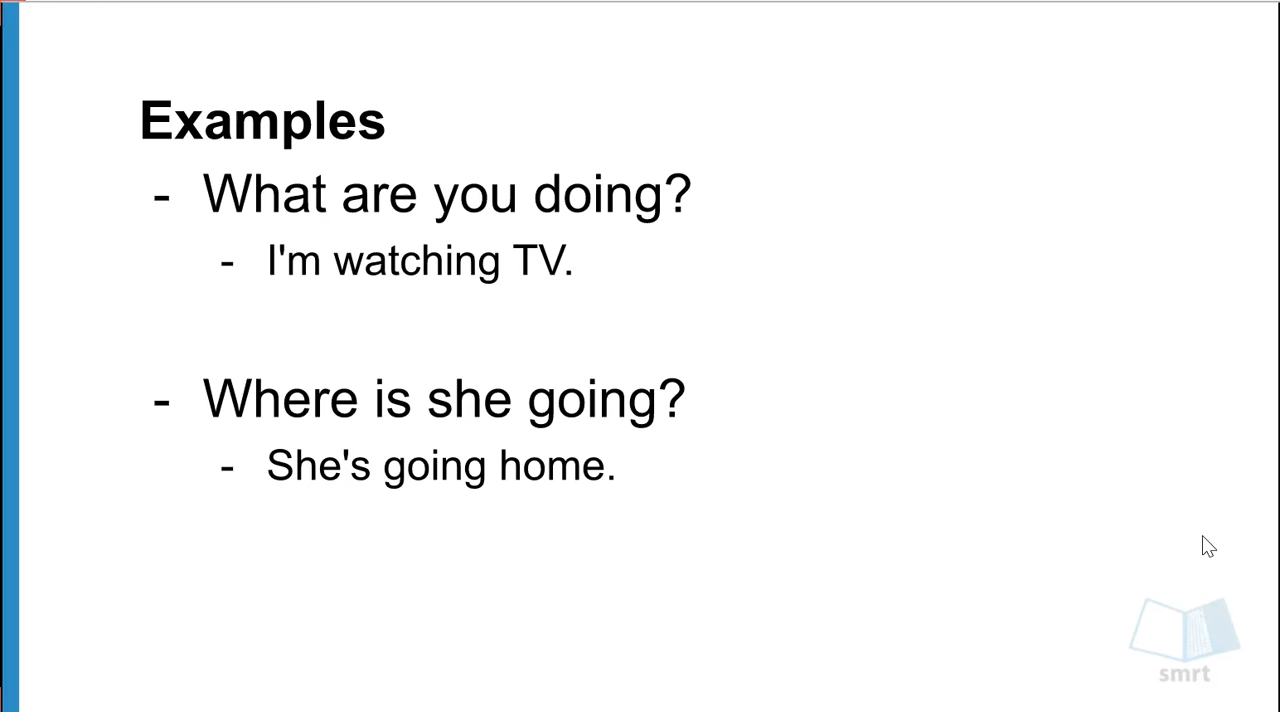 Examples
- What are you doing?
- I'm watching TV.
- Where is she going?
- She's going home.
smrt